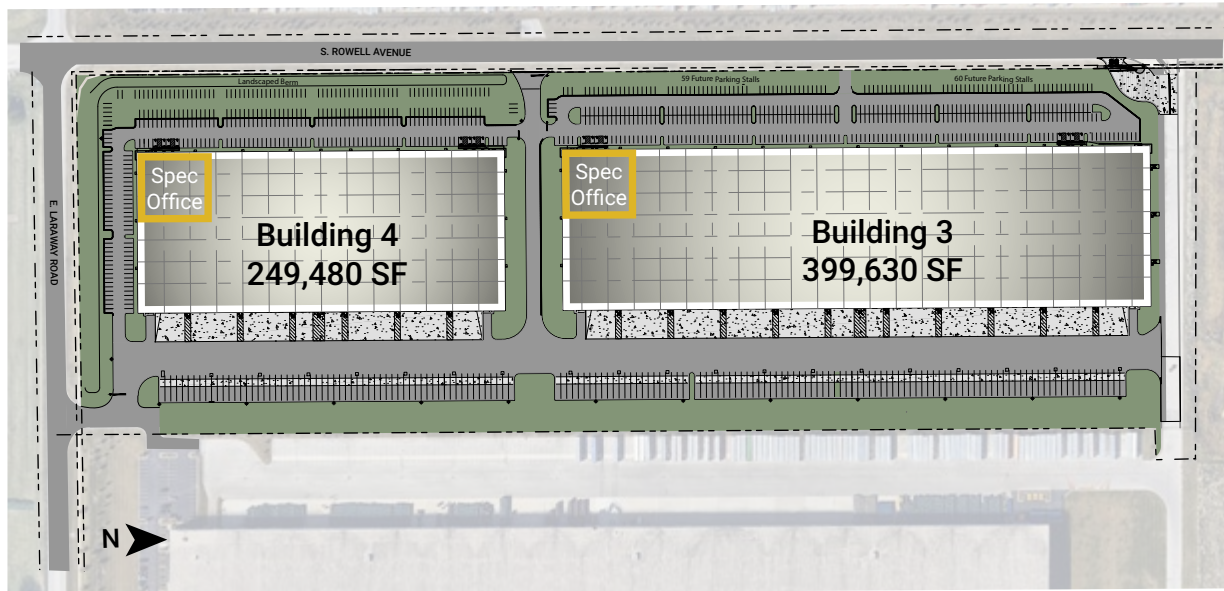 S. ROWELL AVENUE
Landscaped Berm
59 Future Parking Stalls
60 Future Parking Stalls
E. LARAWAY ROAD
Spec
Office
Building 4
249,480 SF
Spec
Office
Building 3
399,630 SF
N